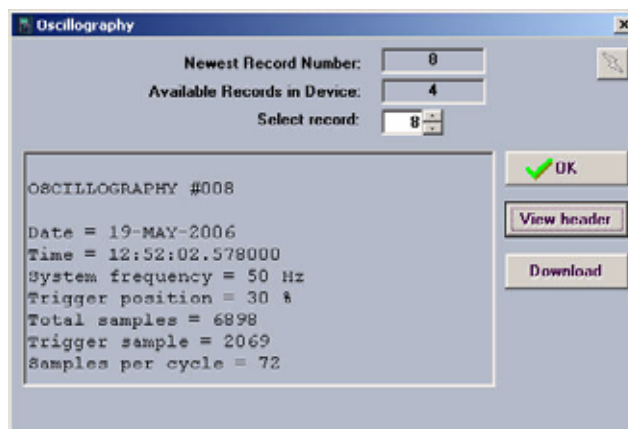 Oscillography
Newest Record Number: 8
Available Records in Device: 4
Select record: 8
OSCILLOGRAPHY #008
Date = 19-MAY-2006
Time = 12:52:02.578000
System frequency = 50 Hz
Trigger position = 30 %
Total samples = 6898
Trigger sample = 2069
Samples per cycle = 72
OK
View header
Download